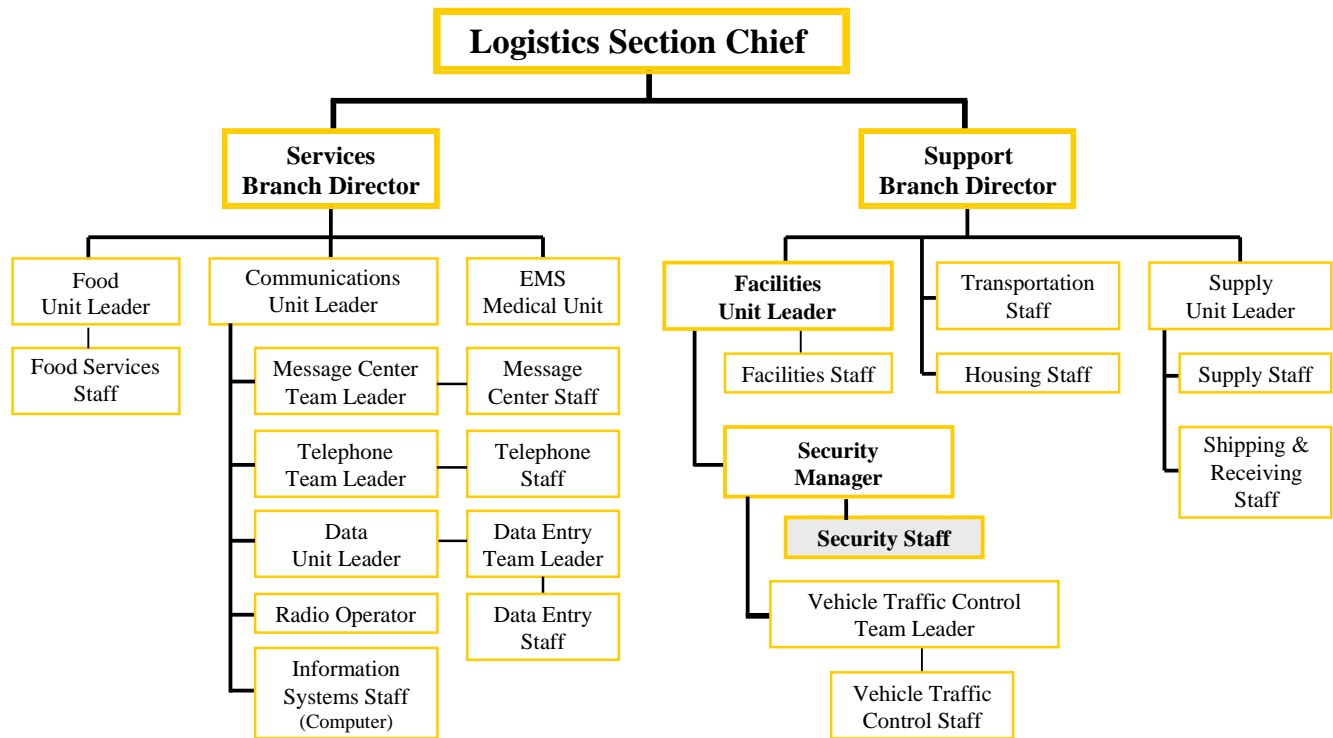 Logistics Section Chief
Services
Branch Director
Support
Branch Director
Food
Unit Leader
Food Services
Staff
Communications
Unit Leader
EMS
Medical Unit
Message Center
Team Leader
Message
Center Staff
Telephone
Team Leader
Telephone
Staff
Data
Unit Leader
Data Entry
Team Leader
Data Entry
Staff
Radio Operator
Information
Systems Staff
(Computer)
Facilities
Unit Leader
Facilities Staff
Security
Manager
Security Staff
Vehicle Traffic Control
Team Leader
Vehicle Traffic
Control Staff
Transportation
Staff
Housing Staff
Supply
Unit Leader
Supply Staff
Shipping &
Receiving
Staff